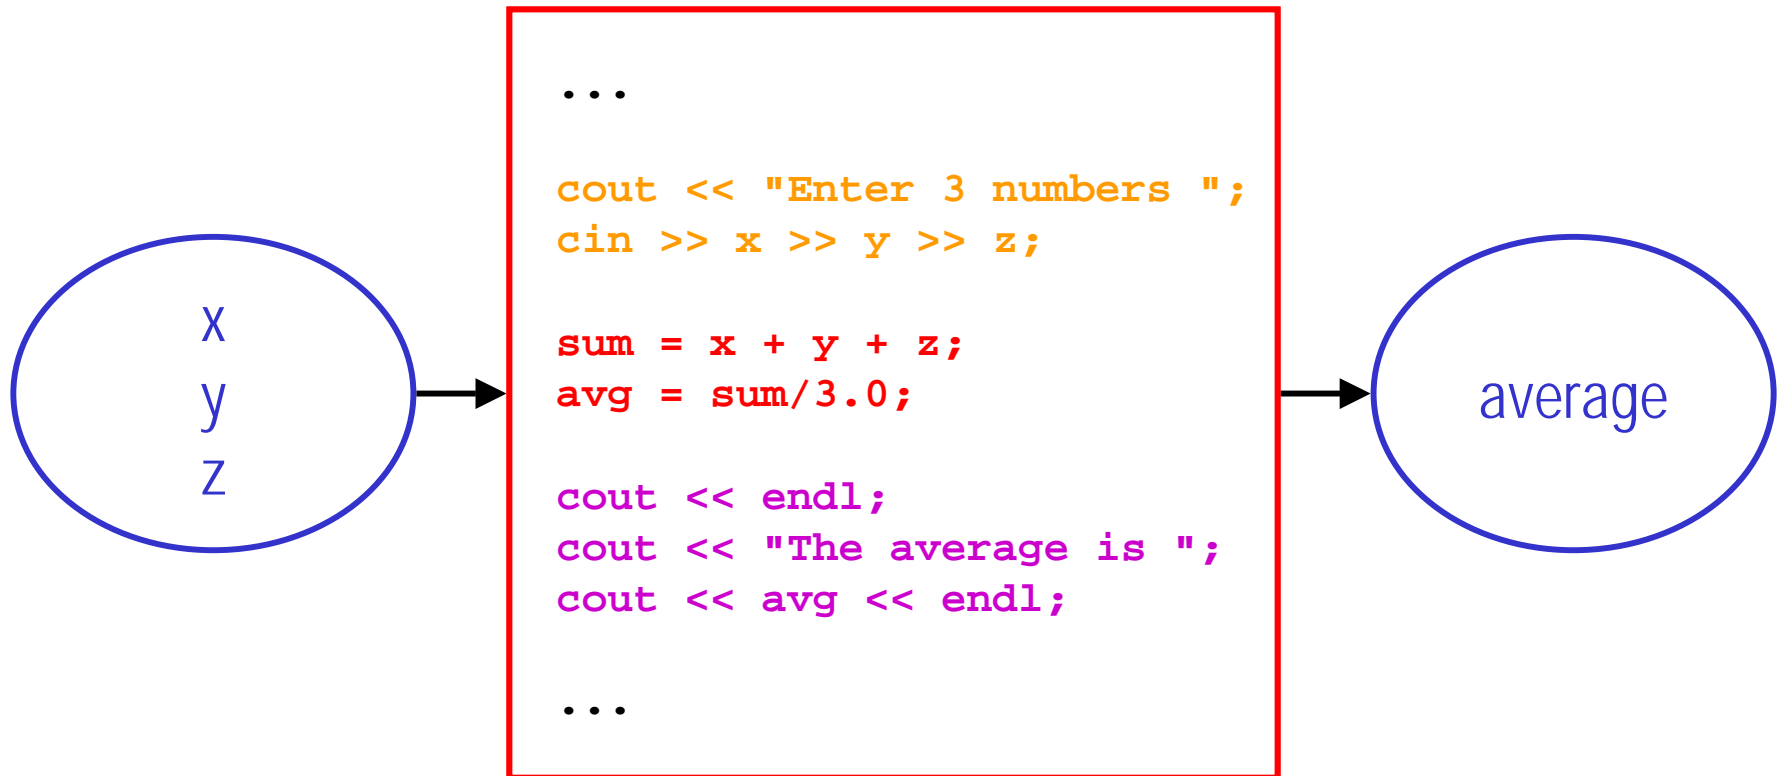 x
y
z
...
cout << "Enter 3 numbers ";
cin >> x >> y >> z;
sum = x + y + z;
avg = sum/3.0;
cout << endl;
cout << "The average is ";
cout << avg << endl;
...
average